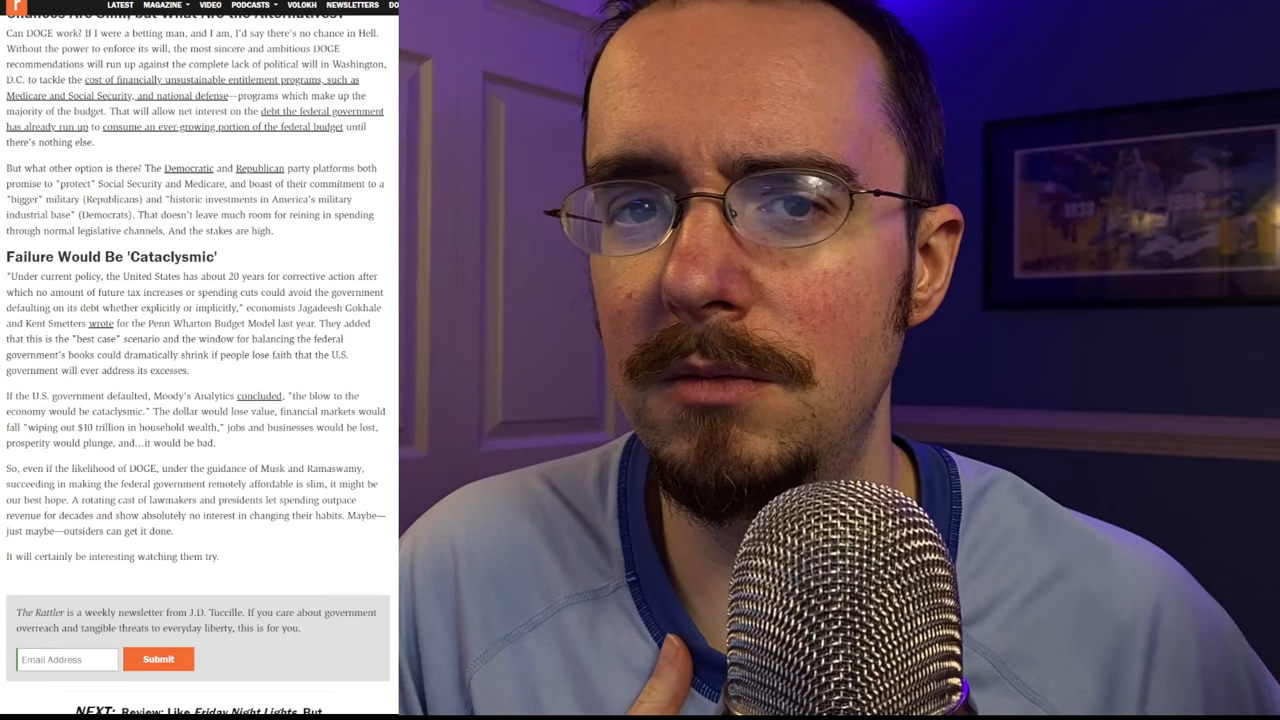 r LATEST MAGAZINE VIDEO PODCASTS VOLOKH NEWSLETTERS DO
Chances Are Slim, but What Are the Alternatives?
Can DOGE work? If I were a betting man, and I am, I'd say there's no chance in Hell.
Without the power to enforce its will, the most sincere and ambitious DOGE
recommendations will run up against the complete lack of political will in Washington,
D.C. to tackle the cost of financially unsustainable entitlement programs, such as
Medicare and Social Security, and national defense—programs which make up the
majority of the budget. That will allow net interest on the debt the federal government
has already run up to consume an ever-growing portion of the federal budget until
there's nothing else.
But what other option is there? The Democratic and Republican party platforms both
promise to "protect" Social Security and Medicare, and boast of their commitment to a
"bigger" military (Republicans) and "historic investments in America's military
industrial base" (Democrats). That doesn't leave much room for reining in spending
through normal legislative channels. And the stakes are high.
Failure Would Be 'Cataclysmic'
"Under current policy, the United States has about 20 years for corrective action after
which no amount of future tax increases or spending cuts could avoid the government
defaulting on its debt whether explicitly or implicitly," economists Jagadeesh Gokhale
and Kent Smetters wrote for the Penn Wharton Budget Model last year. They added
that this is the "best case" scenario and the window for balancing the federal
government's books could dramatically shrink if people lose faith that the U.S.
government will ever address its excesses.
If the U.S. government defaulted, Moody's Analytics concluded, "the blow to the
economy would be cataclysmic." The dollar would lose value, financial markets would
fall "wiping out $10 trillion in household wealth," jobs and businesses would be lost,
prosperity would plunge, and…it would be bad.
So, even if the likelihood of DOGE, under the guidance of Musk and Ramaswamy,
succeeding in making the federal government remotely affordable is slim, it might be
our best hope. A rotating cast of lawmakers and presidents let spending outpace
revenue for decades and show absolutely no interest in changing their habits. Maybe—
just maybe—outsiders can get it done.
It will certainly be interesting watching them try.
The Rattler is a weekly newsletter from J.D. Tuccille. If you care about government
overreach and tangible threats to everyday liberty, this is for you.
Email Address Submit
NEXT: Review: Like Friday Night Lights, But
1938 1986